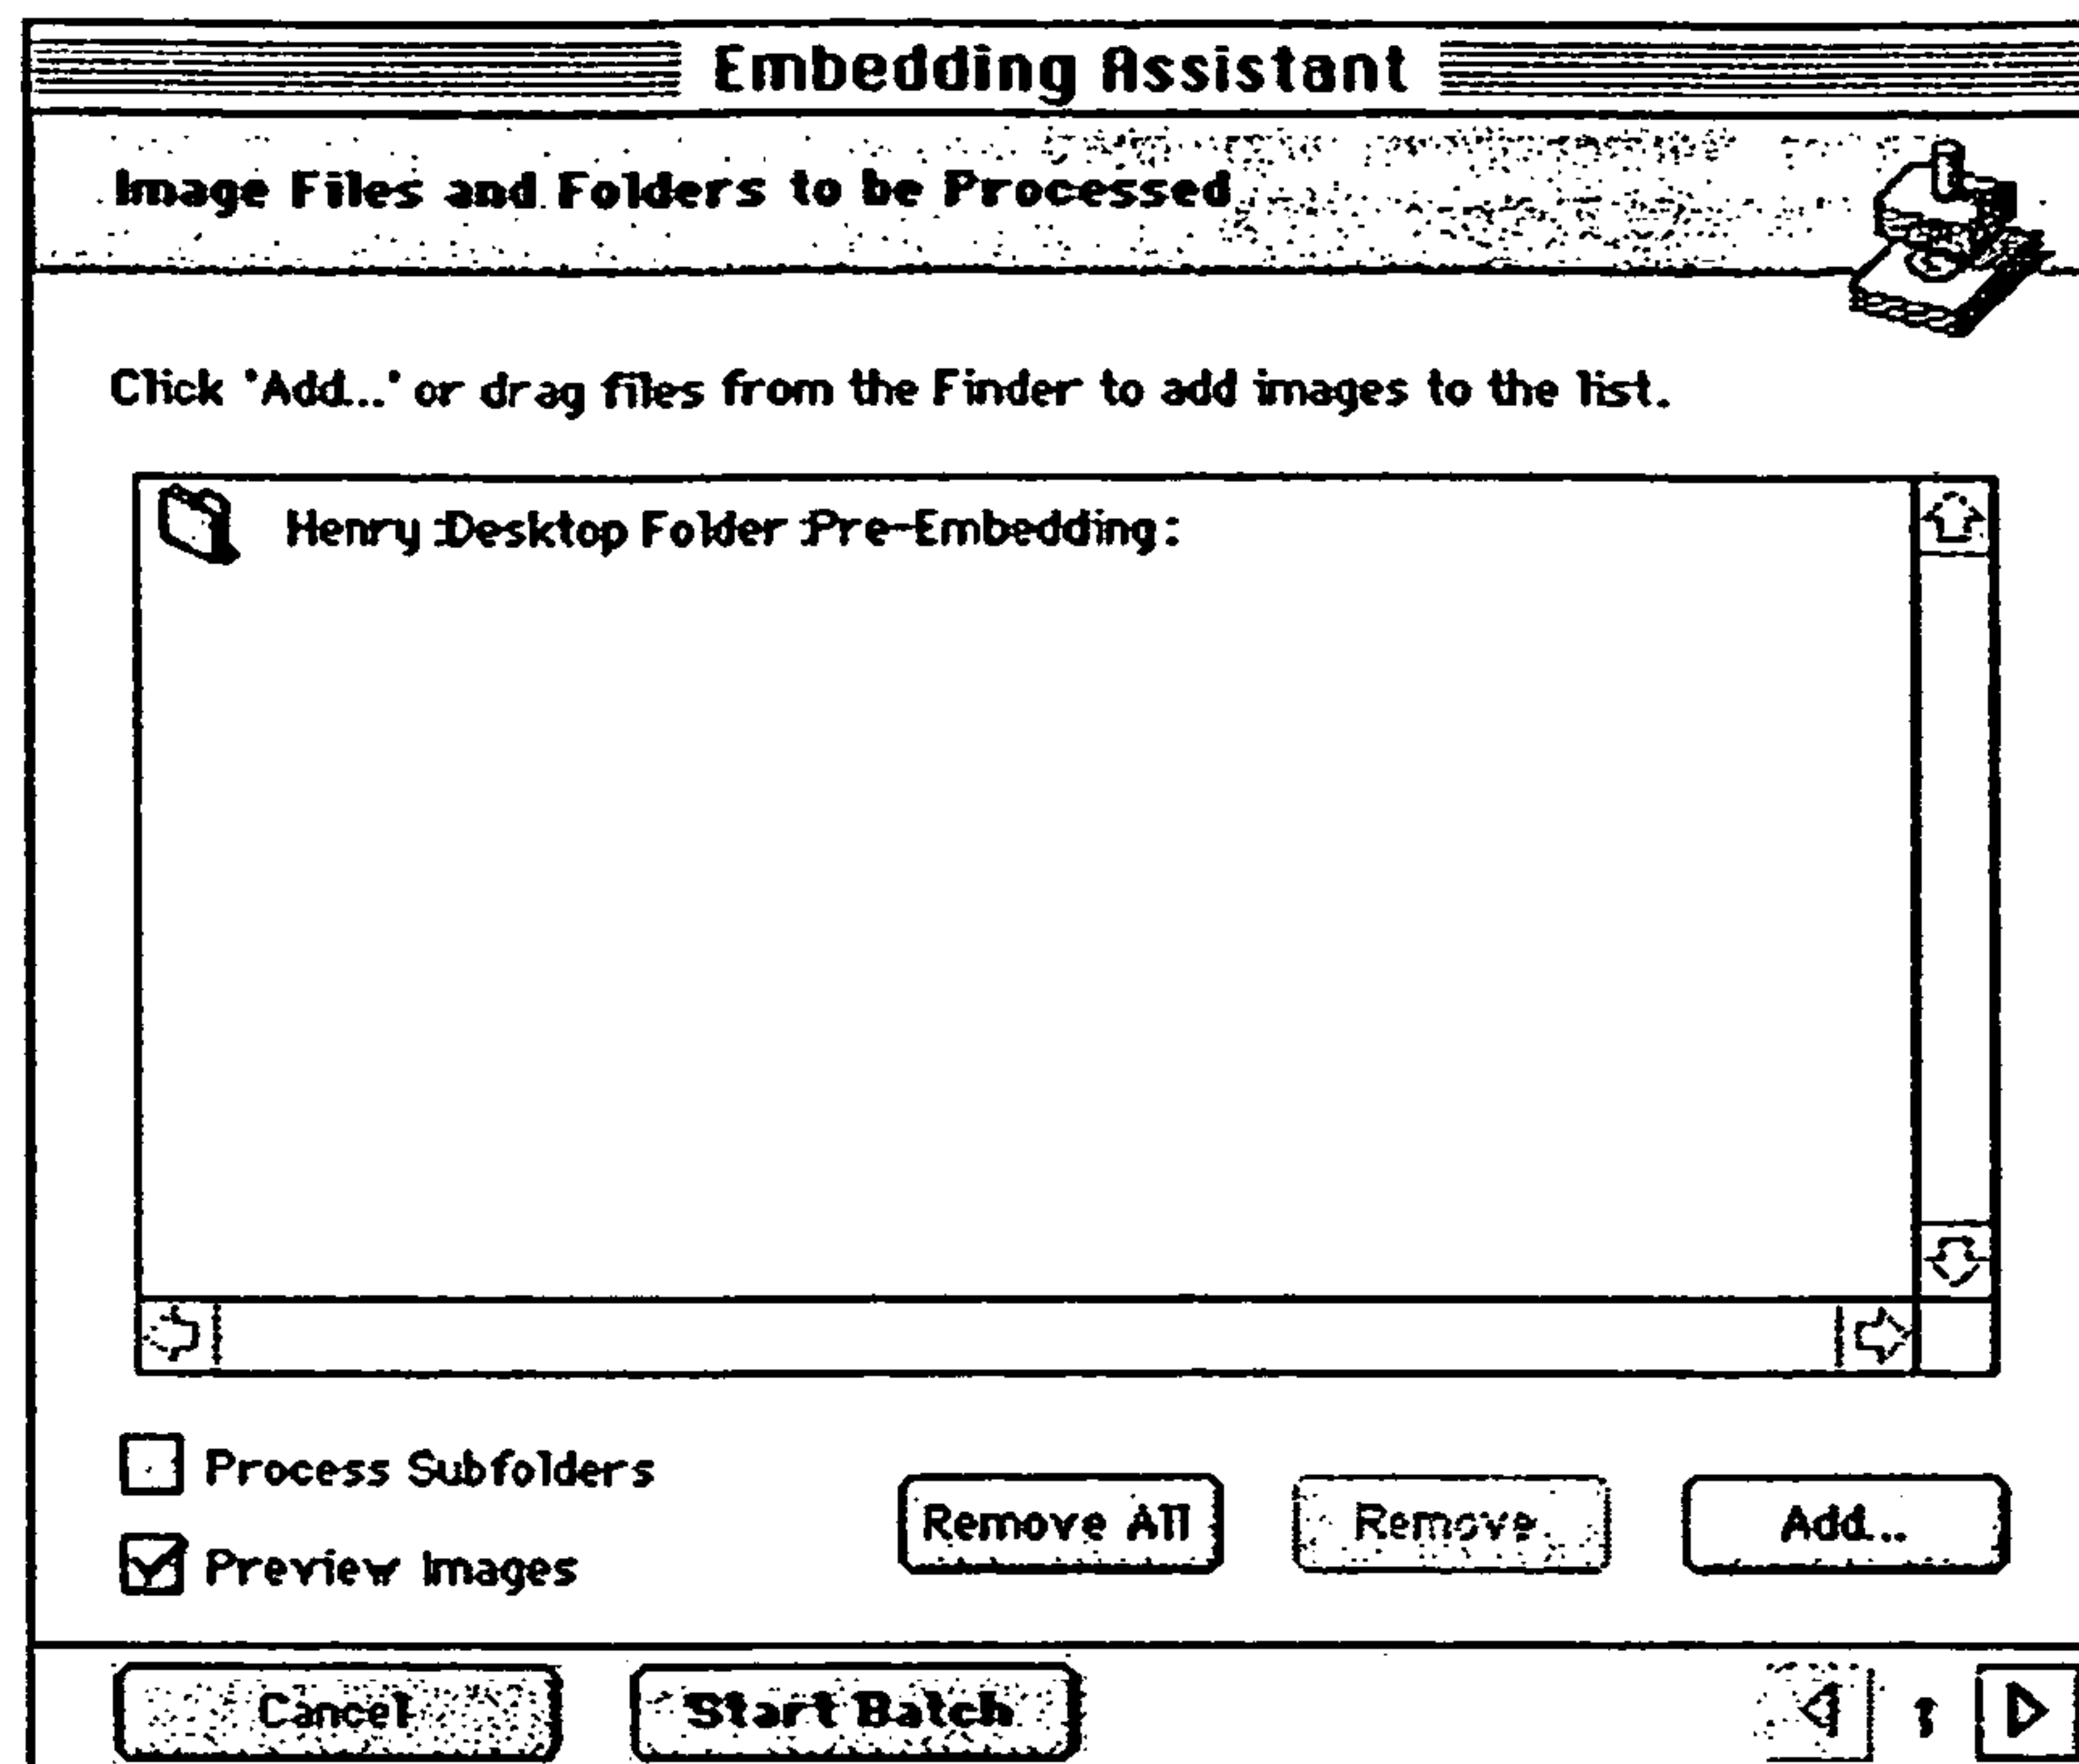 Embedding Assistant
Image Files and Folders to be Processed
Click "Add..." or drag files from the Finder to add images to the list.
Henry:Desktop Folder:Pre-Embedding:
Process Subfolders
Preview Images
Remove All
Remove
Add...
Cancel
Start Batch